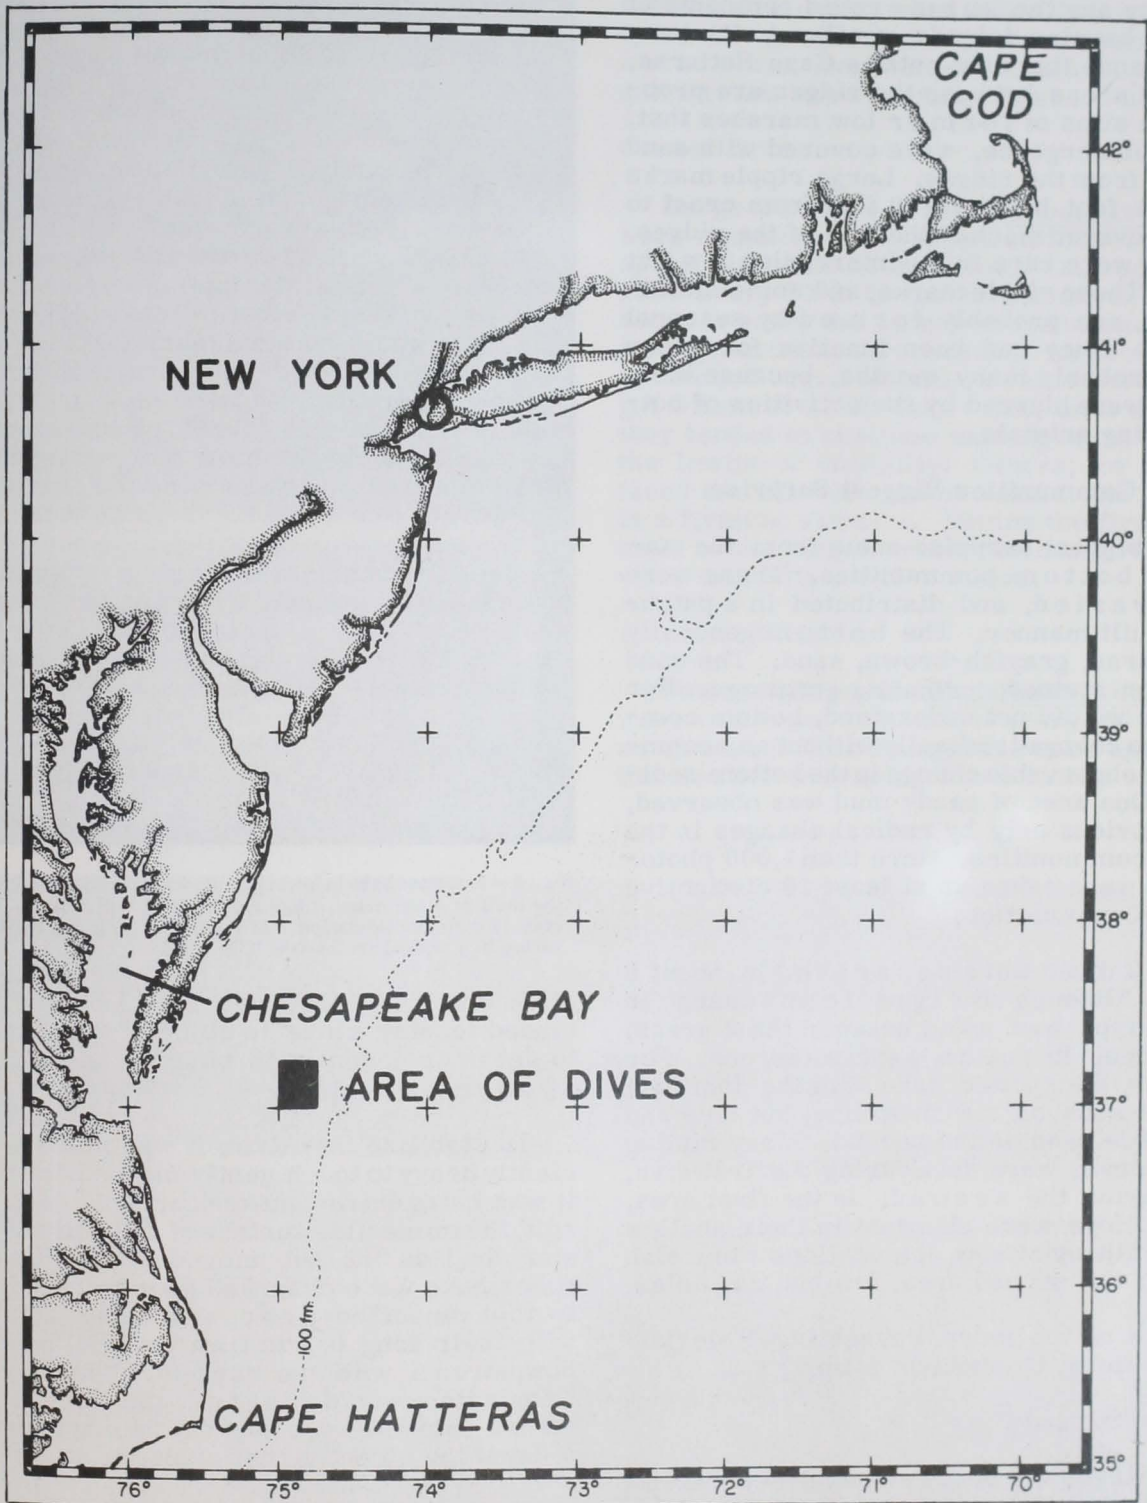 CAPE
COD
42°
41°
NEW YORK
40°
39°
38°
CHESAPEAKE BAY
AREA OF DIVES
37°
36°
100 fm.
CAPE HATTERAS
35°
76° 75° 74° 73° 72° 71° 70°